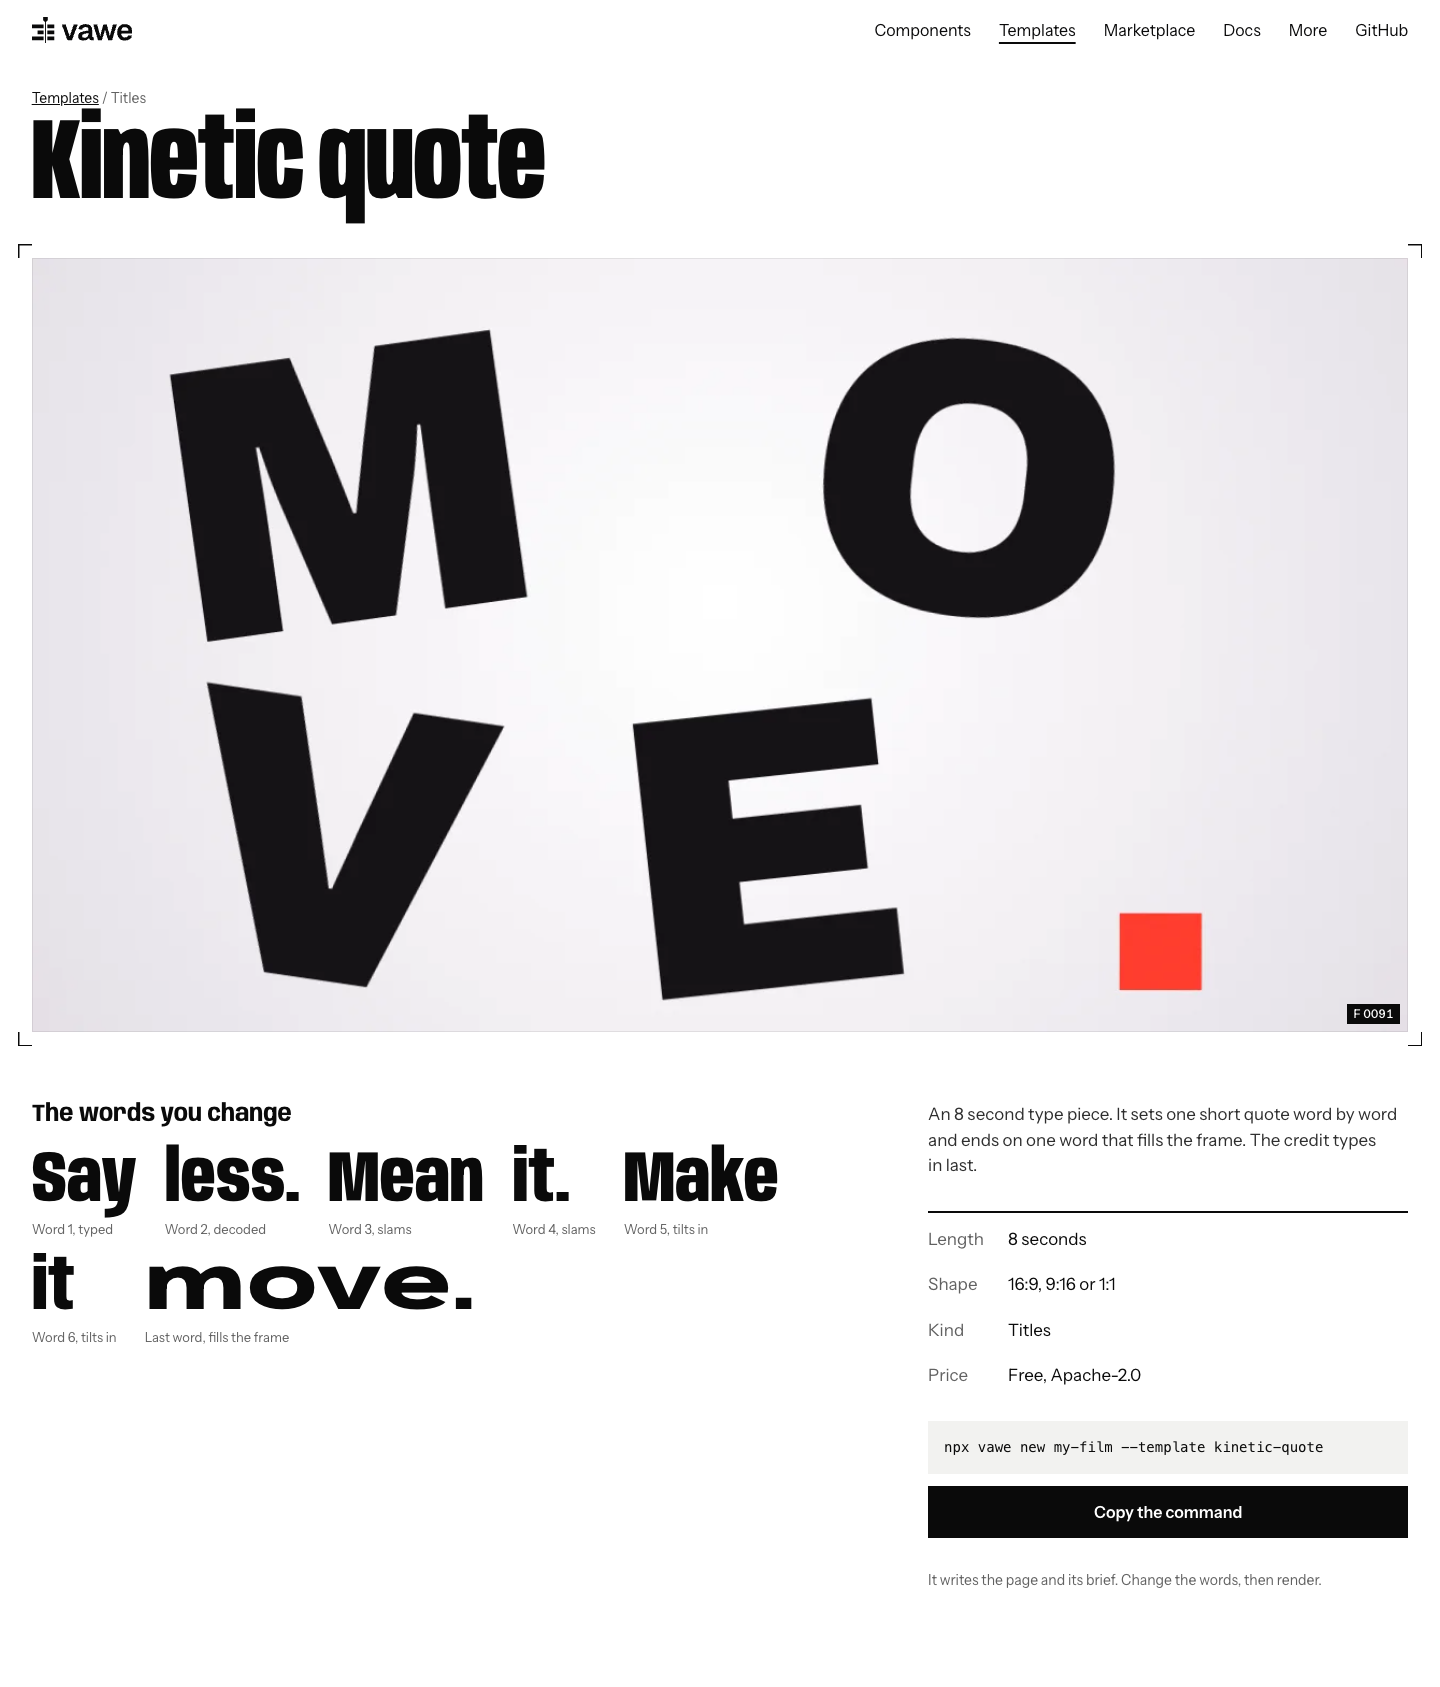 vawe
Components Templates Marketplace Docs More GitHub
Templates / Titles
Kinetic quote
M O
V E .
F 0091
The words you change
Say less. Mean it. Make
Word 1, typed Word 2, decoded Word 3, slams Word 4, slams Word 5, tilts in
it move.
Word 6, tilts in Last word, fills the frame
An 8 second type piece. It sets one short quote word by word
and ends on one word that fills the frame. The credit types
in last.
Length 8 seconds
Shape 16:9, 9:16 or 1:1
Kind Titles
Price Free, Apache-2.0
npx vawe new my-film --template kinetic-quote
Copy the command
It writes the page and its brief. Change the words, then render.